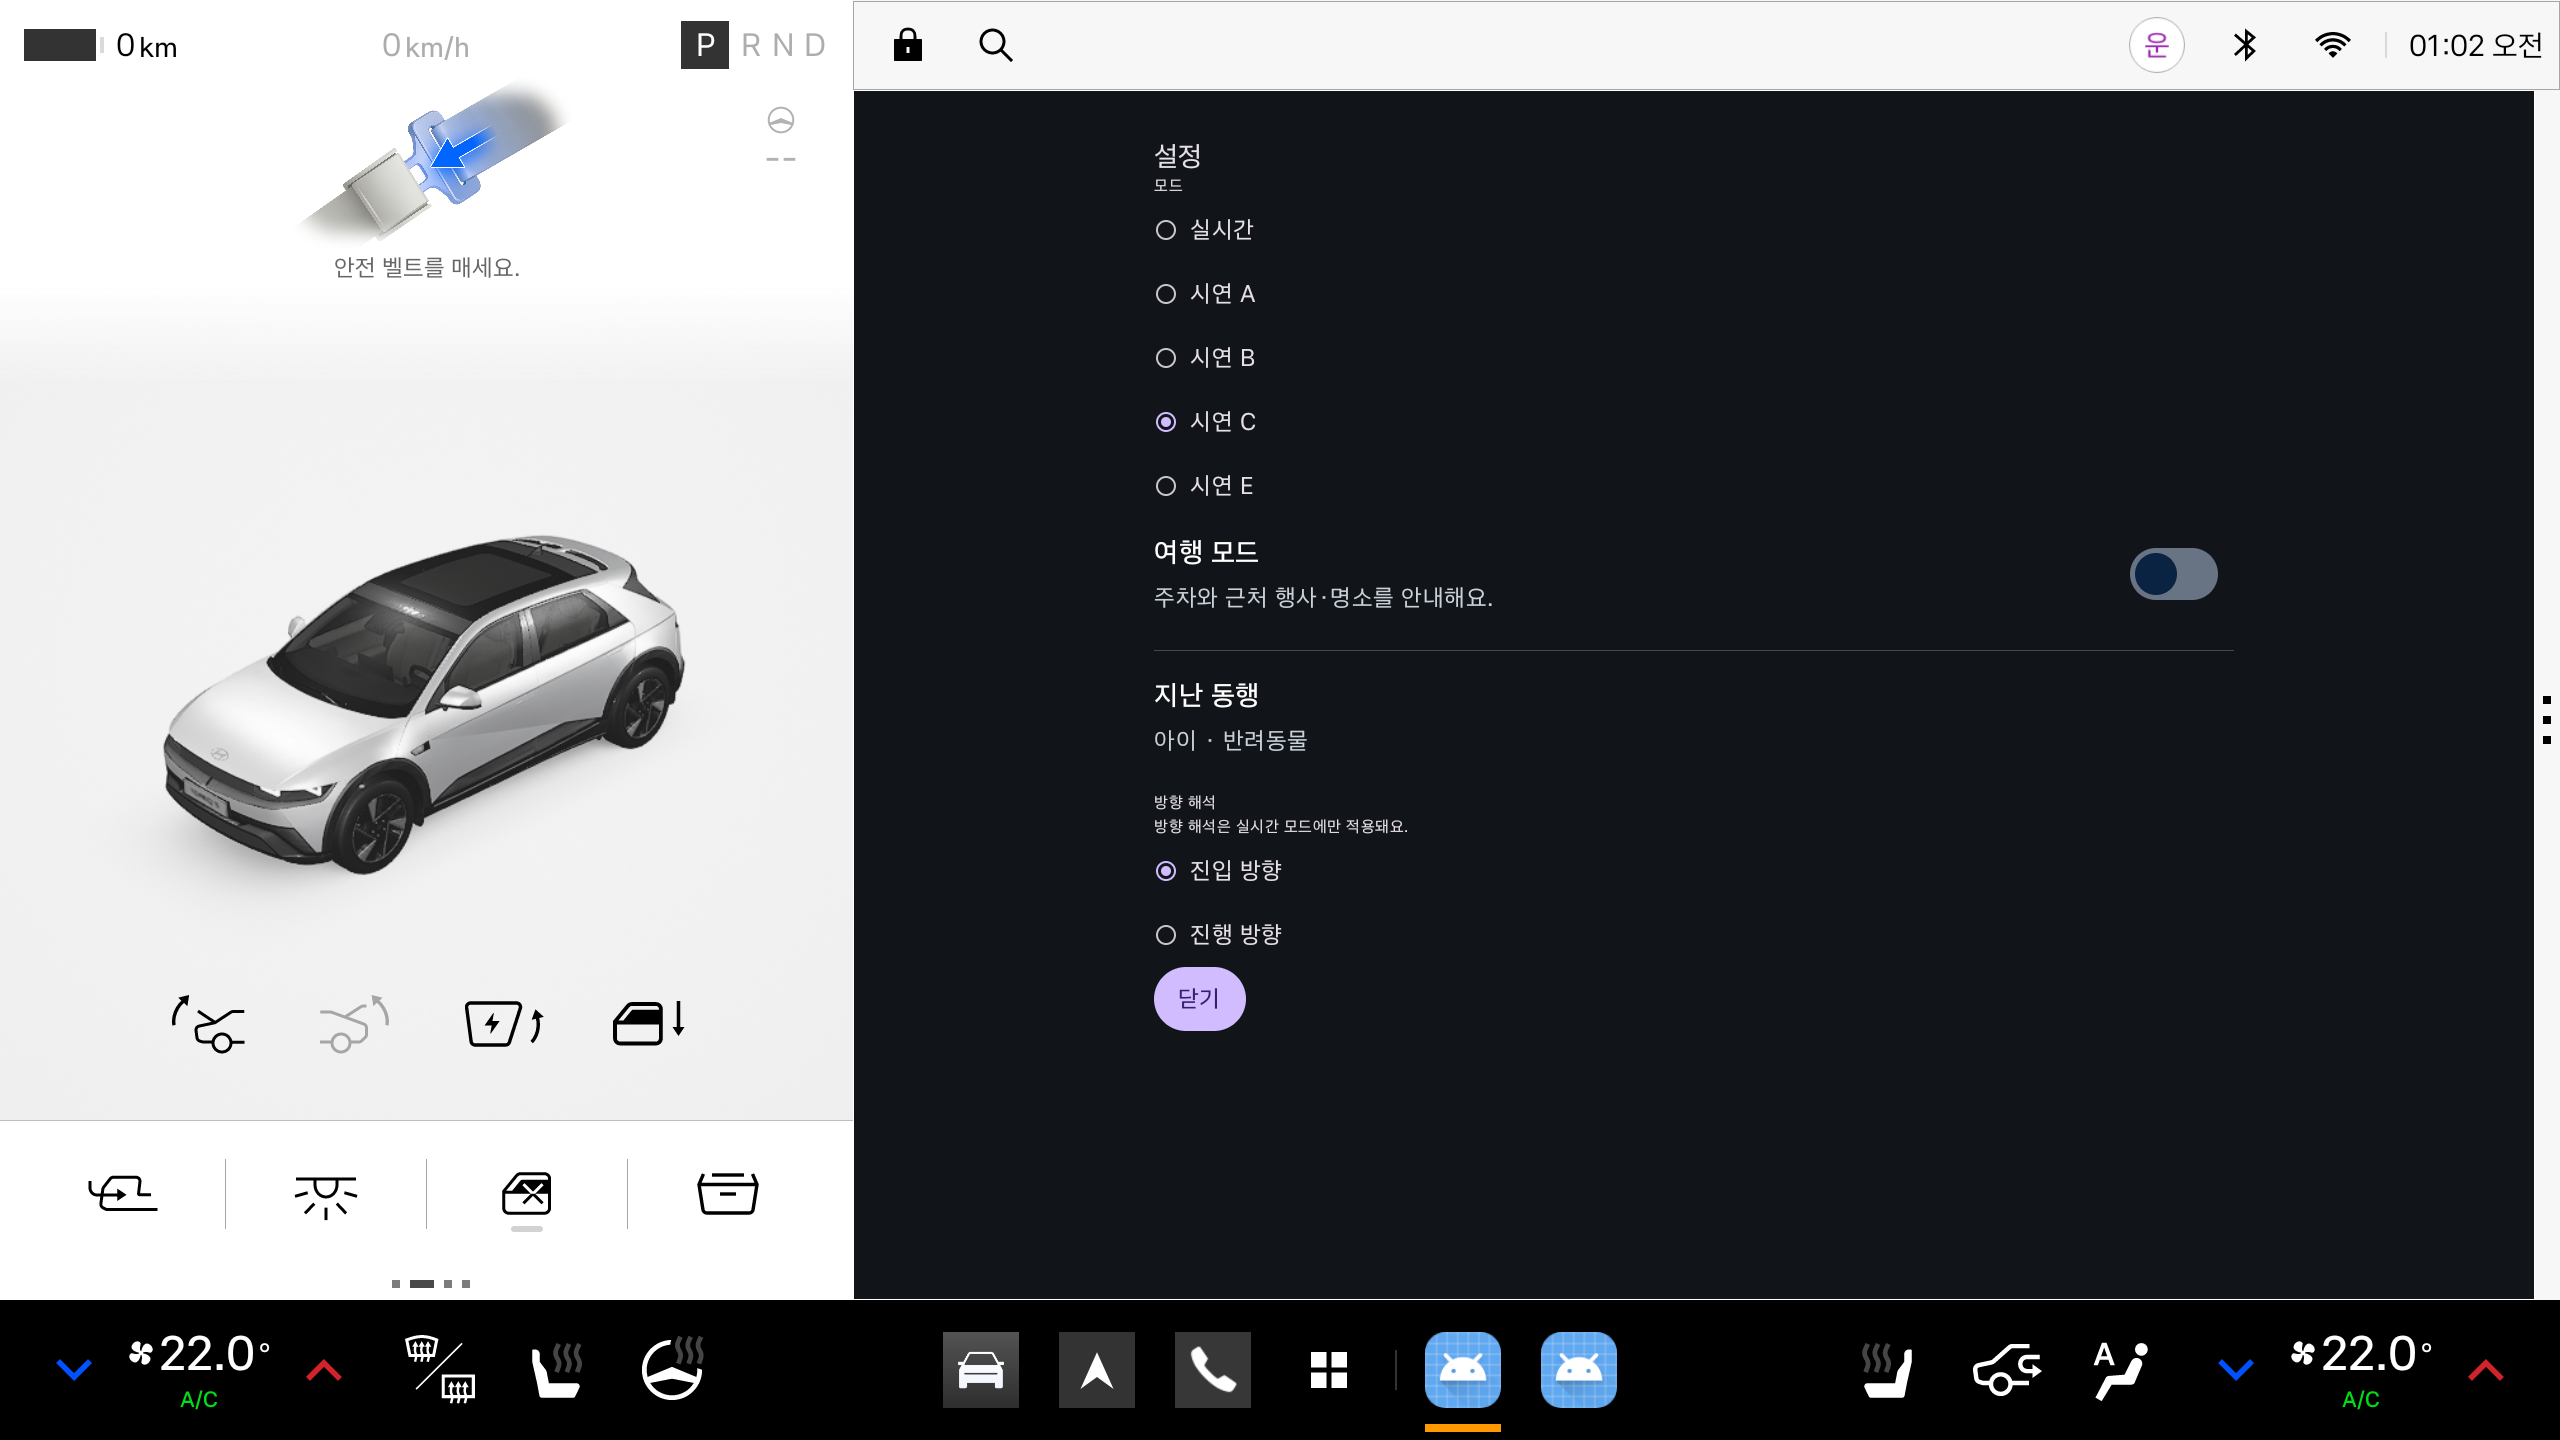 0 km
0 km/h
P R N D
운
01:02 오전
안전 벨트를 매세요.
설정
모드
실시간
시연 A
시연 B
시연 C
시연 E
여행 모드
주차와 근처 행사·명소를 안내해요.
지난 동행
아이 · 반려동물
방향 해석
방향 해석은 실시간 모드에만 적용돼요.
진입 방향
진행 방향
닫기
22.0°
A/C
A
22.0°
A/C